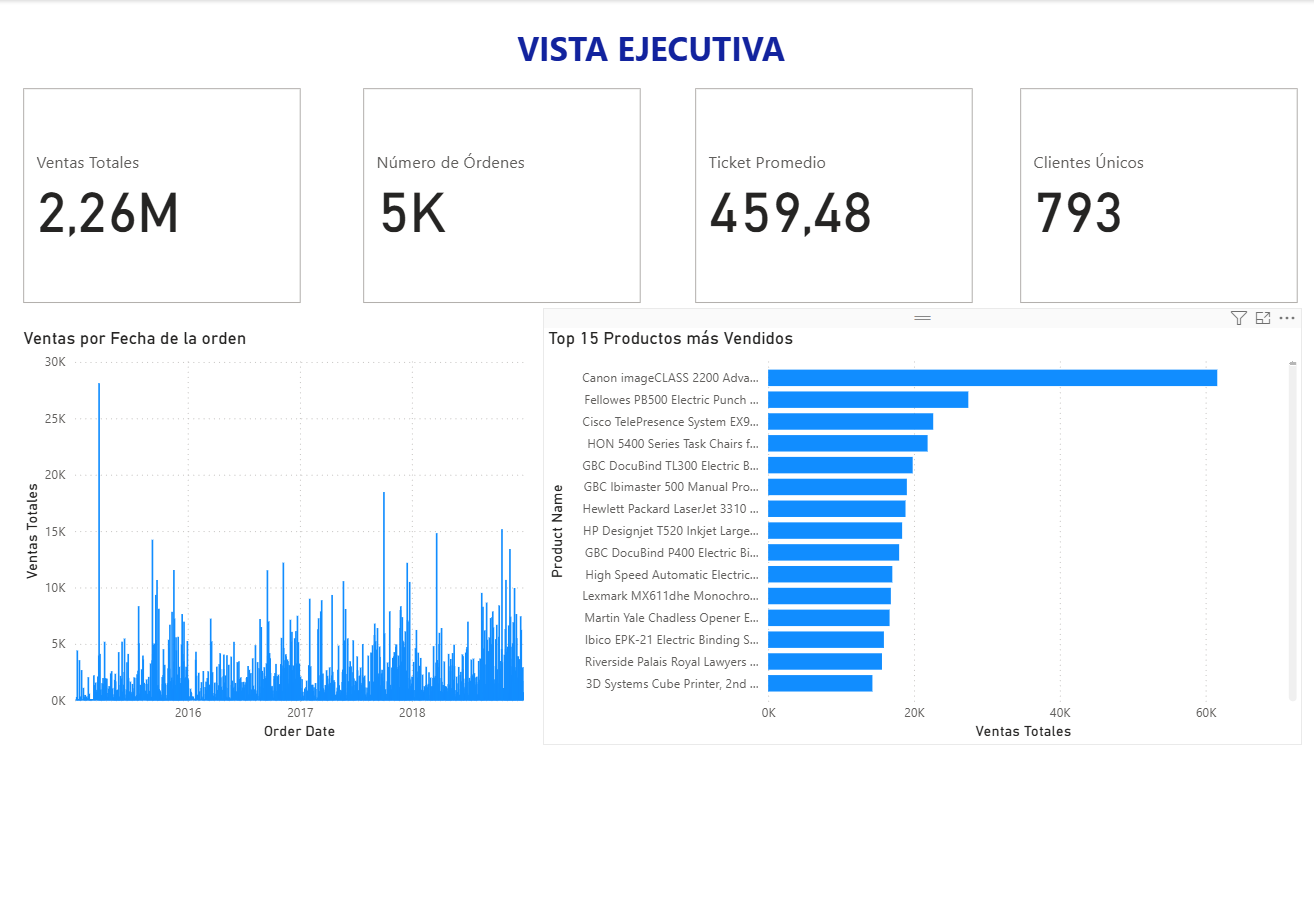 VISTA EJECUTIVA
Ventas Totales
2,26M
Número de Órdenes
5K
Ticket Promedio
459,48
Clientes Únicos
793
Ventas por Fecha de la orden
30K
25K
20K
15K
10K
5K
0K
Ventas Totales
2016
2017
2018
Order Date
Top 15 Productos más Vendidos
Product Name
Canon imageCLASS 2200 Adva...
Fellowes PB500 Electric Punch ...
Cisco TelePresence System EX9...
HON 5400 Series Task Chairs f...
GBC DocuBind TL300 Electric B...
GBC Ibimaster 500 Manual Pro...
Hewlett Packard LaserJet 3310 ...
HP Designjet T520 Inkjet Large...
GBC DocuBind P400 Electric Bi...
High Speed Automatic Electric...
Lexmark MX611dhe Monochro...
Martin Yale Chadless Opener E...
Ibico EPK-21 Electric Binding S...
Riverside Palais Royal Lawyers ...
3D Systems Cube Printer, 2nd ...
0K
20K
40K
60K
Ventas Totales